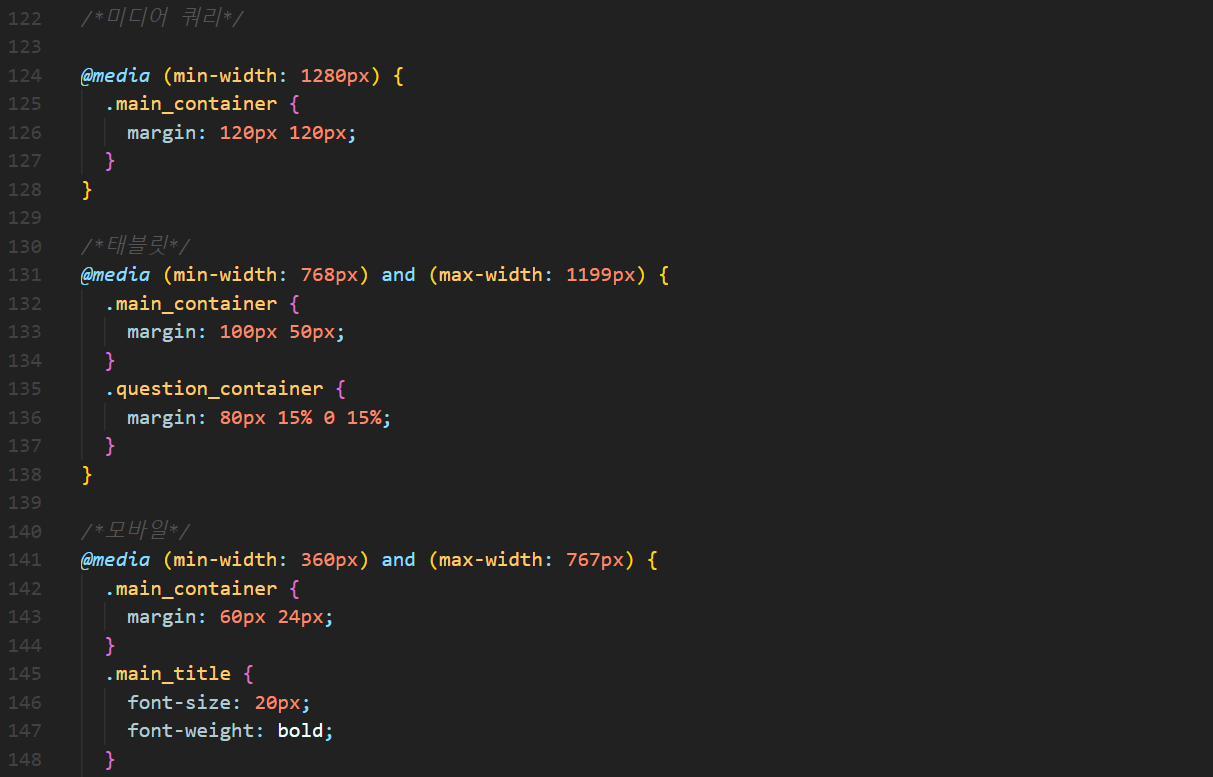 122 /*미디어 쿼리*/
123
124 @media (min-width: 1280px) {
125 .main_container {
126 margin: 120px 120px;
127 }
128 }
129
130 /*태블릿*/
131 @media (min-width: 768px) and (max-width: 1199px) {
132 .main_container {
133 margin: 100px 50px;
134 }
135 .question_container {
136 margin: 80px 15% 0 15%;
137 }
138 }
139
140 /*모바일*/
141 @media (min-width: 360px) and (max-width: 767px) {
142 .main_container {
143 margin: 60px 24px;
144 }
145 .main_title {
146 font-size: 20px;
147 font-weight: bold;
148 }